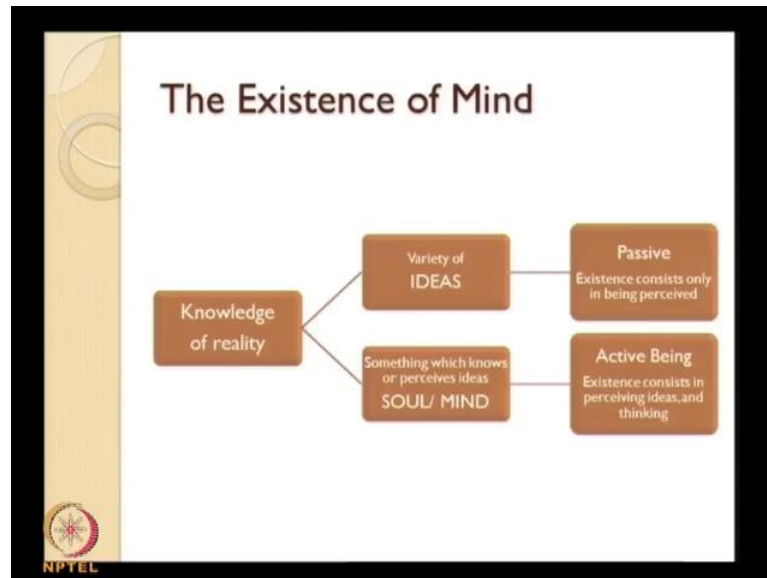 The Existence of Mind
Knowledge
of reality
Variety of
IDEAS
Passive
Existence consists only
in being perceived
Something which knows
or perceives ideas
SOUL/ MIND
Active Being
Existence consists in
perceiving ideas,and
thinking
NPTEL